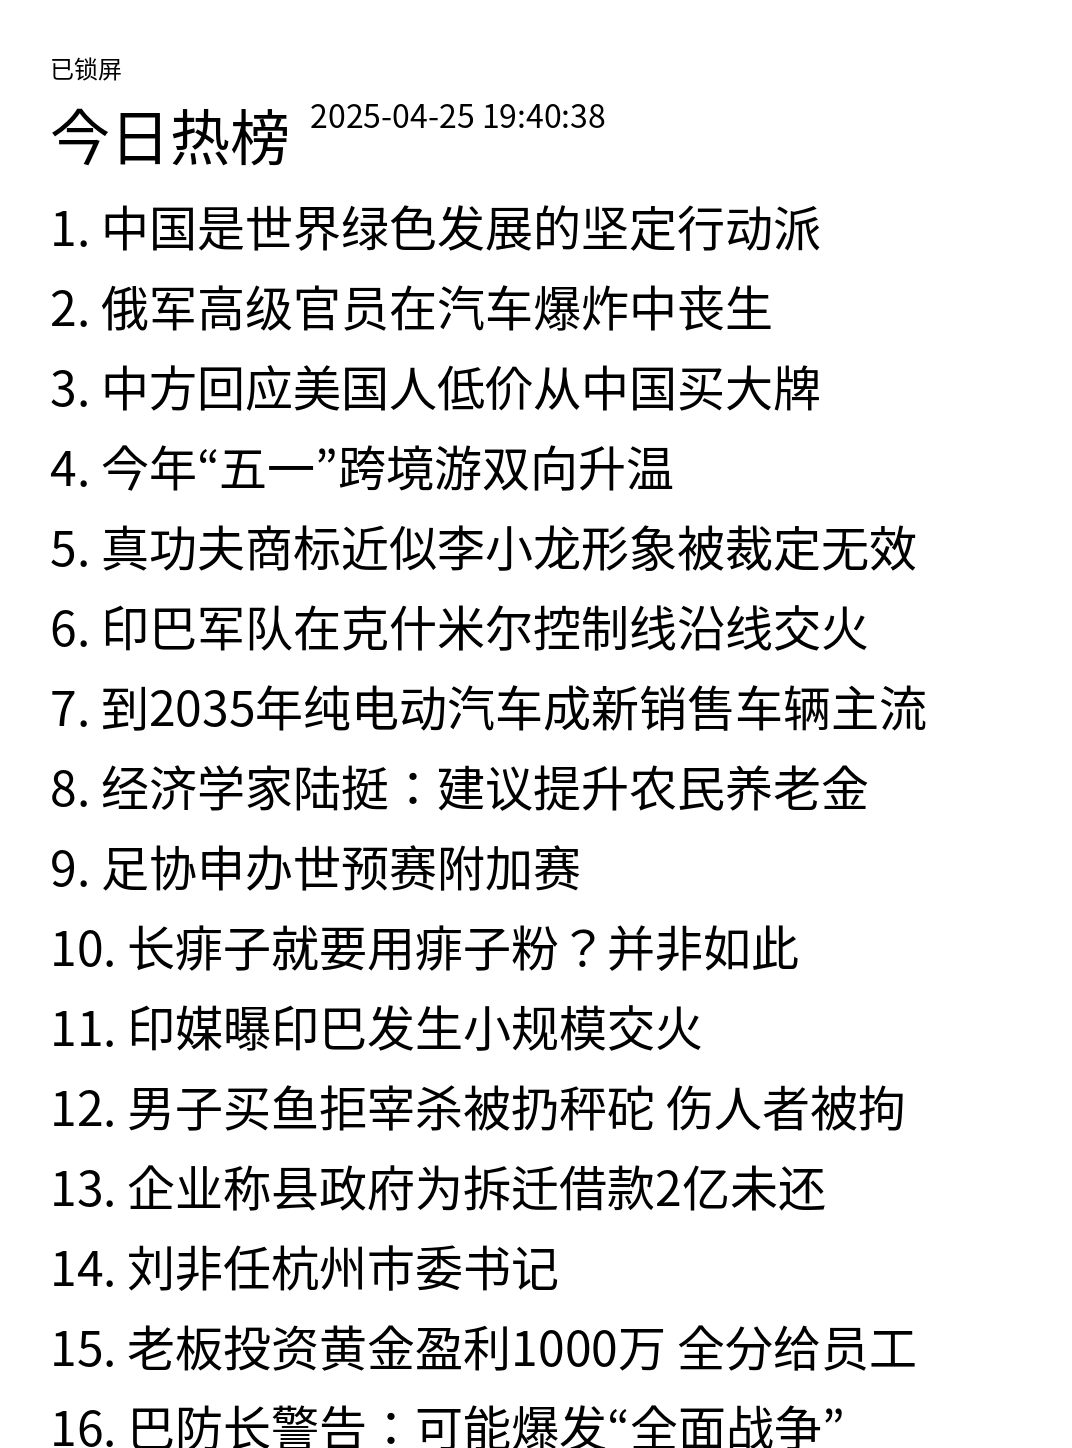 已锁屏
今日热榜 2025-04-25 19:40:38
1. 中国是世界绿色发展的坚定行动派
2. 俄军高级官员在汽车爆炸中丧生
3. 中方回应美国人低价从中国买大牌
4. 今年“五一”跨境游双向升温
5. 真功夫商标近似李小龙形象被裁定无效
6. 印巴军队在克什米尔控制线沿线交火
7. 到2035年纯电动汽车成新销售车辆主流
8. 经济学家陆挺：建议提升农民养老金
9. 足协申办世预赛附加赛
10. 长痱子就要用痱子粉？并非如此
11. 印媒曝印巴发生小规模交火
12. 男子买鱼拒宰杀被扔秤砣 伤人者被拘
13. 企业称县政府为拆迁借款2亿未还
14. 刘非任杭州市委书记
15. 老板投资黄金盈利1000万 全分给员工
16. 巴防长警告：可能爆发“全面战争”